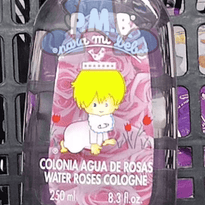 P.M.B.
para mi bebé
COLONIA AGUA DE ROSAS
WATER ROSES COLOGNE
250 ml 8.3 fl. oz.